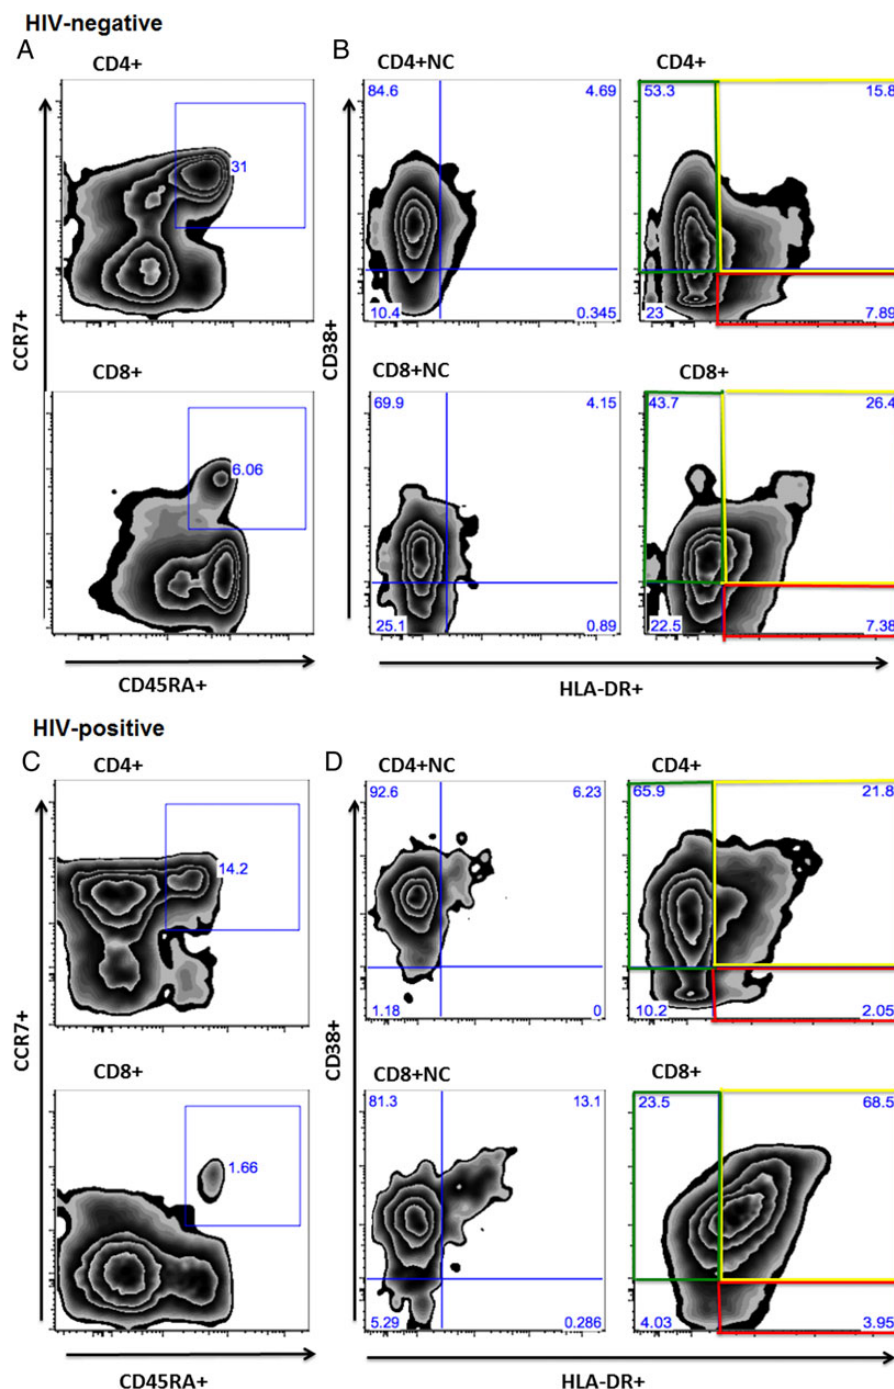 HIV-negative
A
CD4+
31
CD8+
6.06
CCR7+
CD45RA+
B
CD4+NC
84.6
4.69
10.4
0.345
CD4+
53.3
15.8
23
7.89
CD8+NC
69.9
4.15
25.1
0.89
CD8+
43.7
26.4
22.5
7.38
CD38+
HLA-DR+
HIV-positive
C
CD4+
14.2
CD8+
1.66
CCR7+
CD45RA+
D
CD4+NC
92.6
6.23
1.18
0
CD4+
65.9
21.8
10.2
2.05
CD8+NC
81.3
13.1
5.29
0.286
CD8+
23.5
68.5
4.03
3.95
CD38+
HLA-DR+